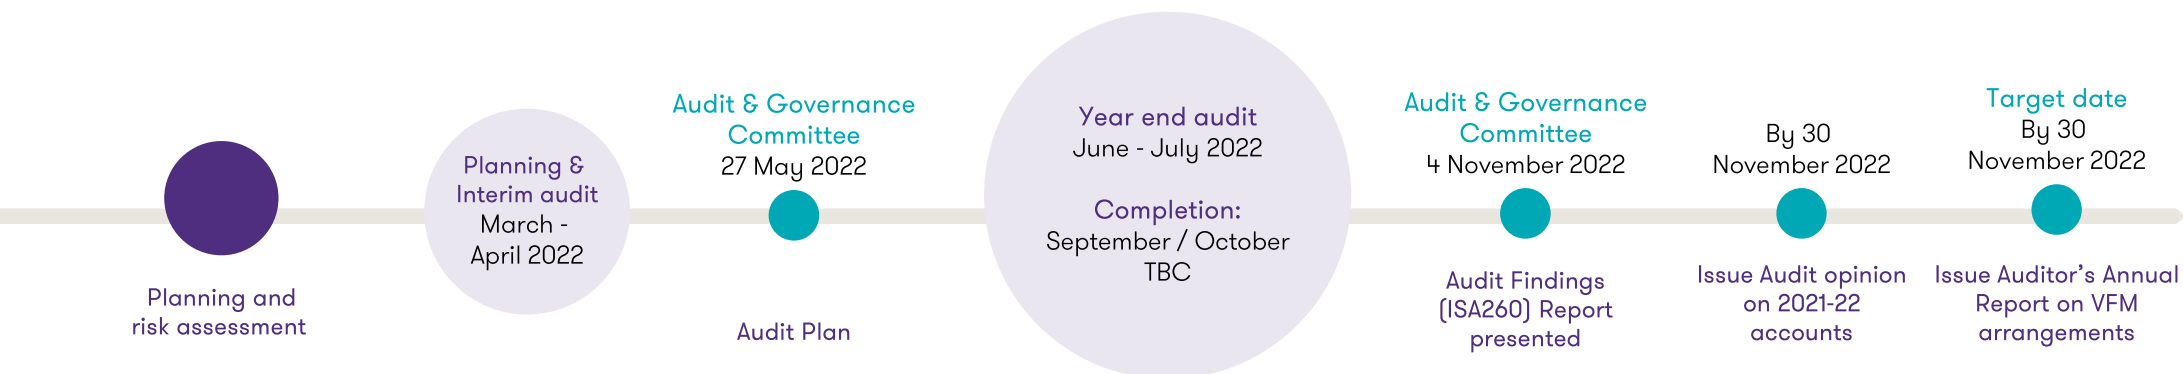 Planning and
risk assessment
Planning &
Interim audit
March -
April 2022
Audit & Governance
Committee
27 May 2022
Audit Plan
Year end audit
June - July 2022
Completion:
September / October
TBC
Audit & Governance
Committee
4 November 2022
Audit Findings
(ISA260) Report
presented
By 30
November 2022
Issue Audit opinion
on 2021-22
accounts
Target date
By 30
November 2022
Issue Auditor’s Annual
Report on VFM
arrangements